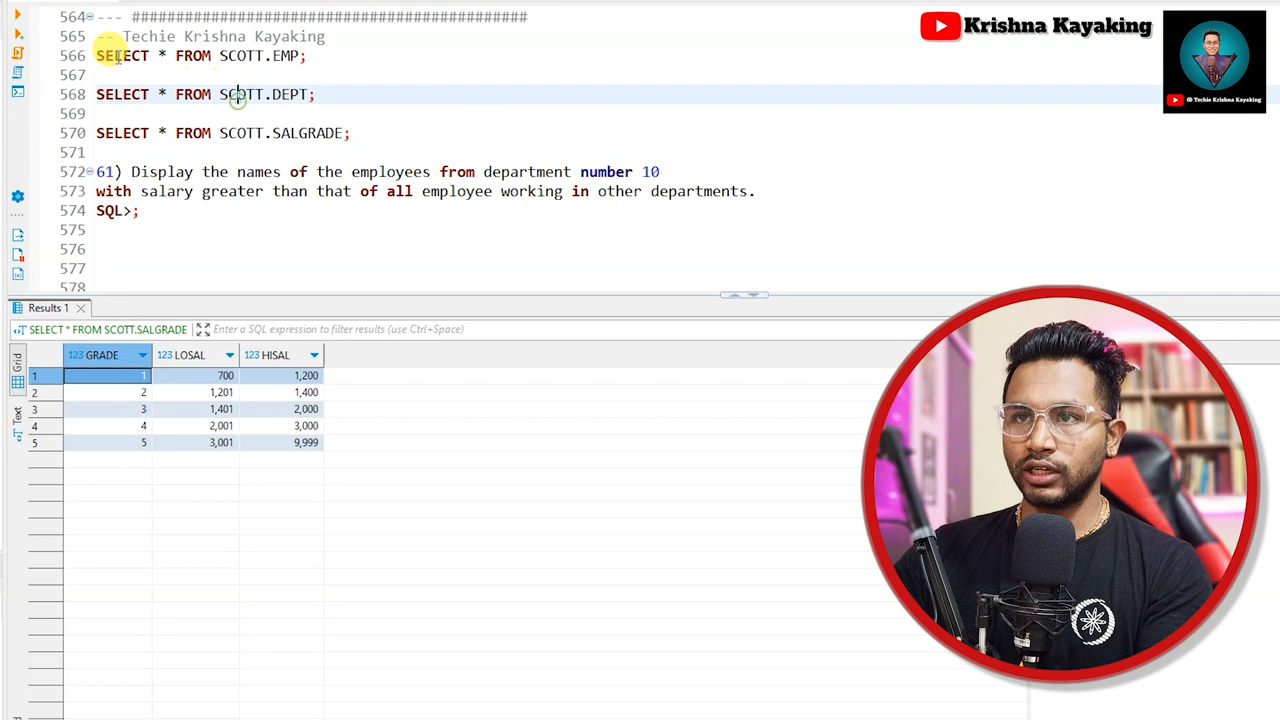 Krishna Kayaking
Techie Krishna Kayaking
564 --- #############################################
565 -- Techie Krishna Kayaking
566 SELECT * FROM SCOTT.EMP;
567
568 SELECT * FROM SCOTT.DEPT;
569
570 SELECT * FROM SCOTT.SALGRADE;
571
572 61) Display the names of the employees from department number 10
573 with salary greater than that of all employee working in other departments.
574 SQL>;
575
576
577
578
Results 1
SELECT * FROM SCOTT.SALGRADE Enter a SQL expression to filter results (use Ctrl+Space)
Grid
Text
123 GRADE 123 LOSAL 123 HISAL
1 1 700 1,200
2 2 1,201 1,400
3 3 1,401 2,000
4 4 2,001 3,000
5 5 3,001 9,999